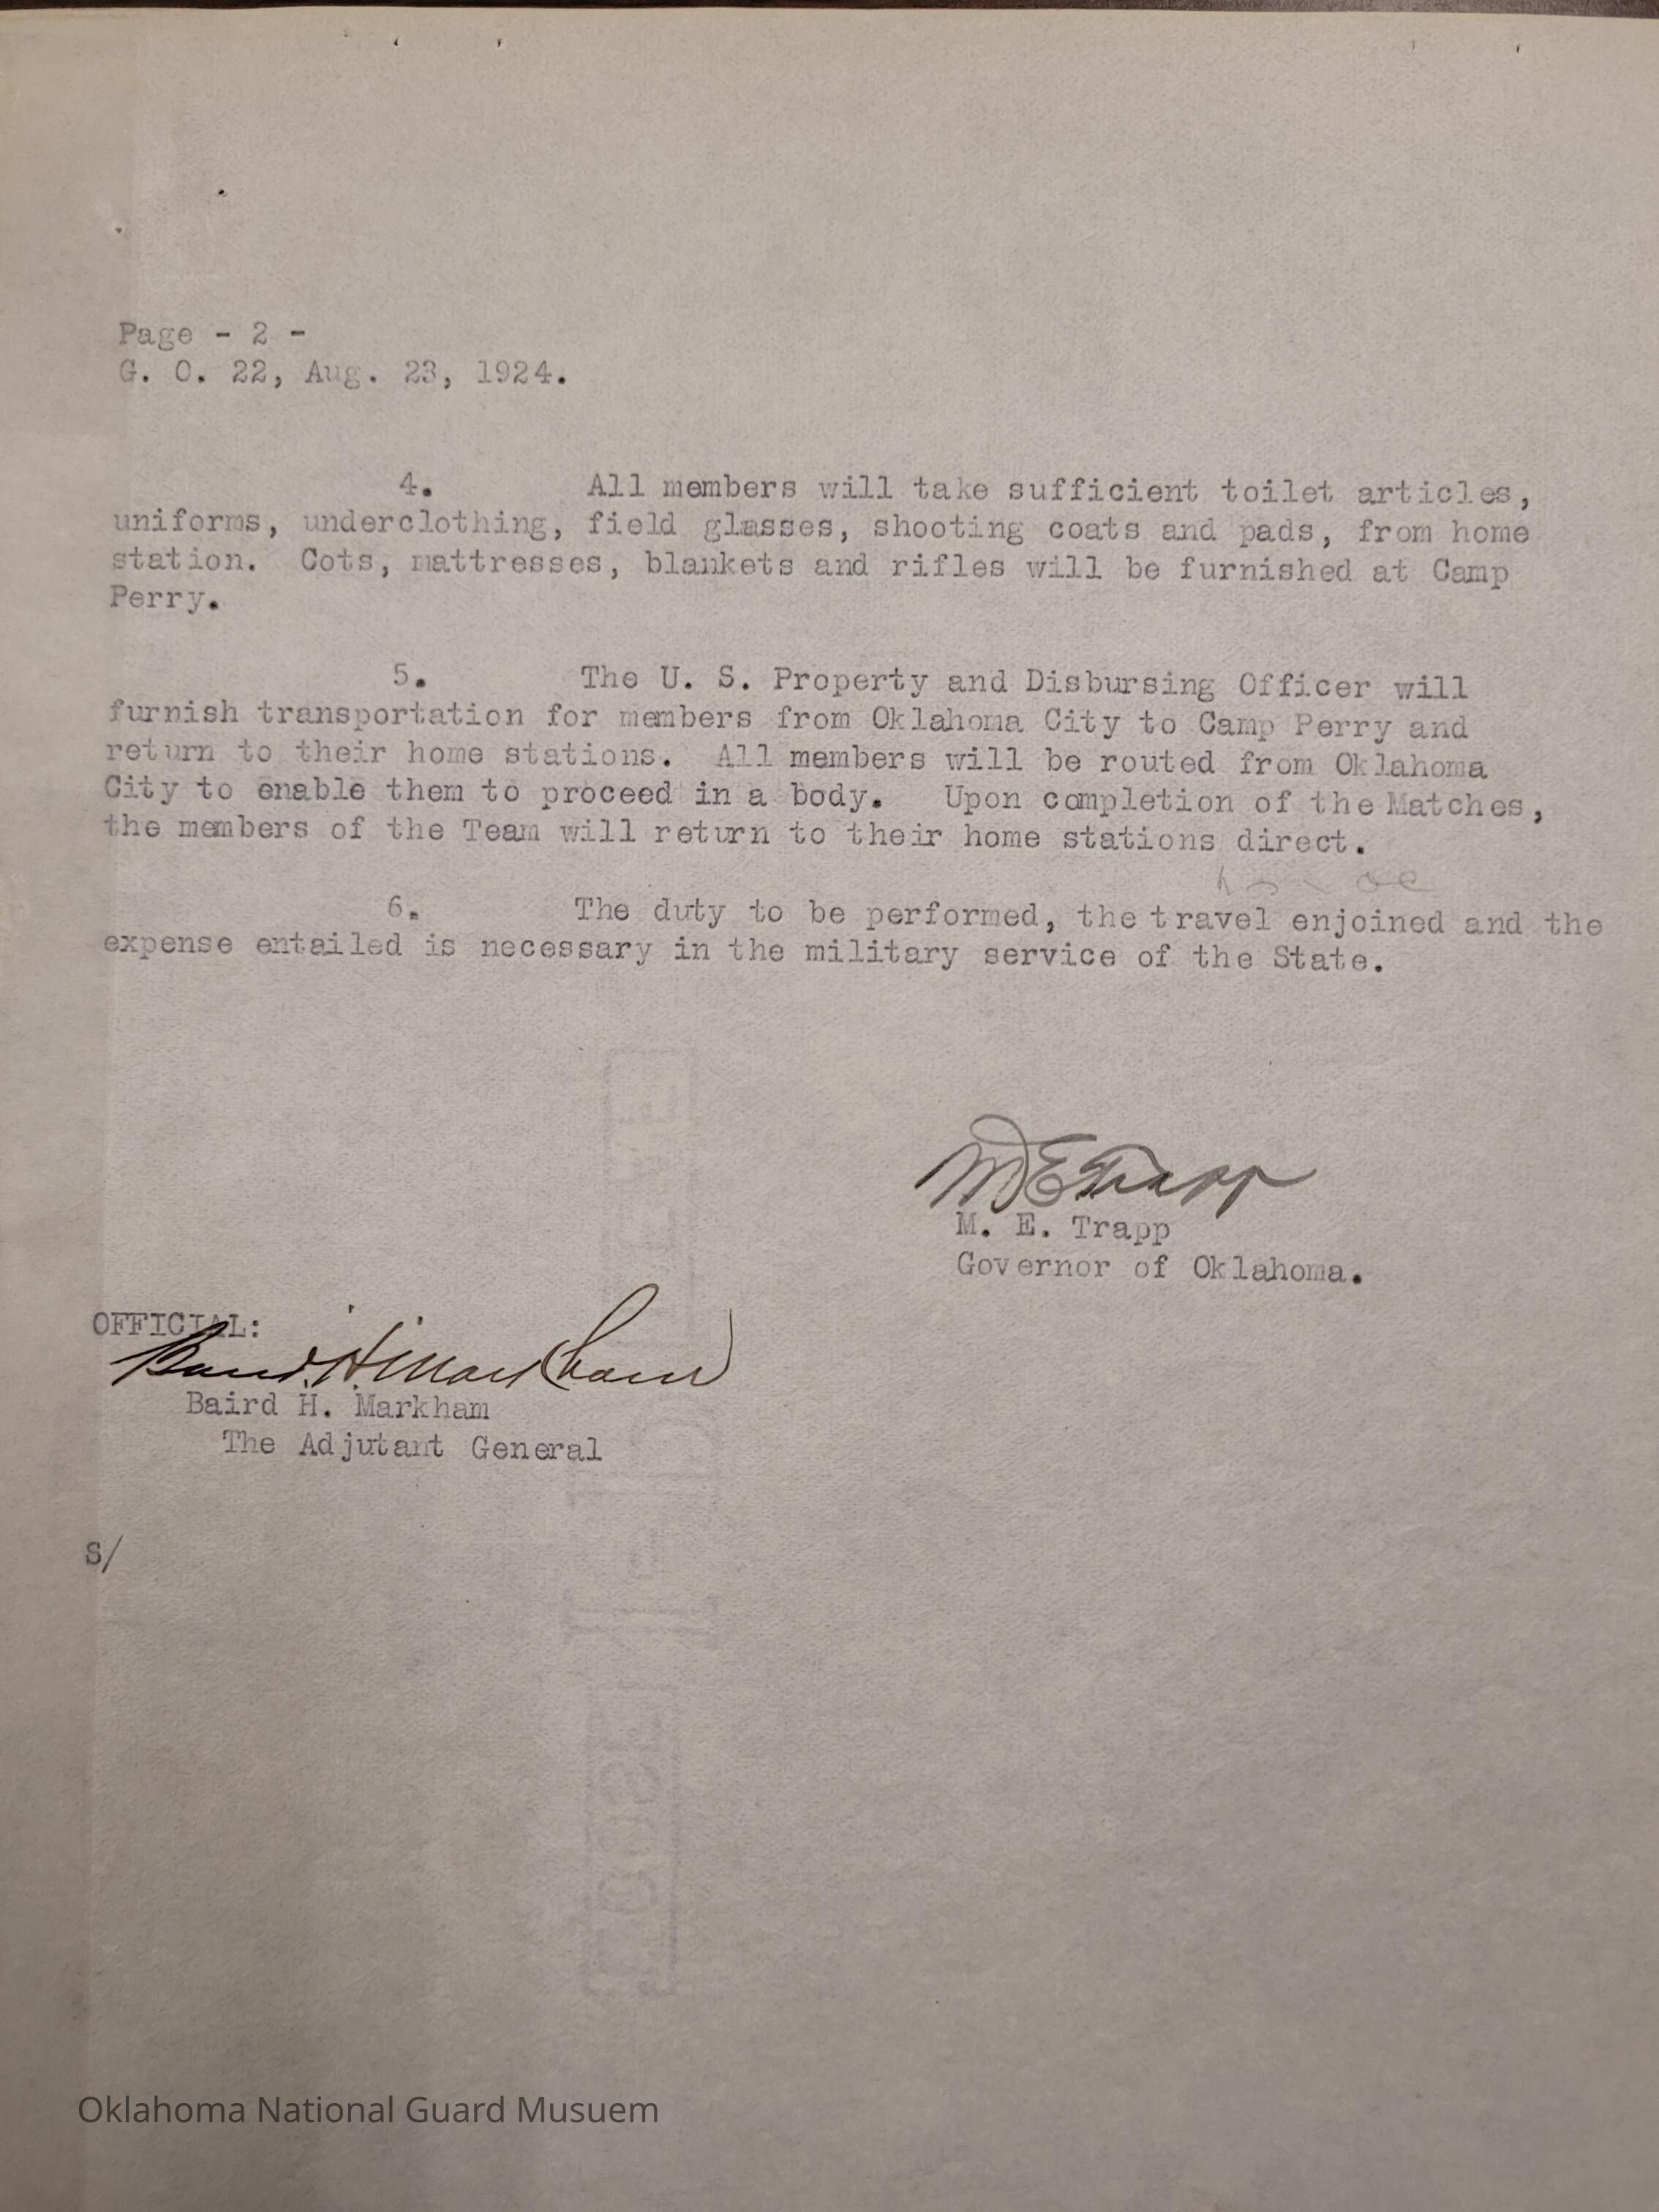 Page - 2 -
G. O. 22, Aug. 23, 1924.
4. All members will take sufficient toilet articles,
uniforms, underclothing, field glasses, shooting coats and pads, from home
station. Cots, mattresses, blankets and rifles will be furnished at Camp
Perry.
5. The U. S. Property and Disbursing Officer will
furnish transportation for members from Oklahoma City to Camp Perry and
return to their home stations. All members will be routed from Oklahoma
City to enable them to proceed in a body. Upon completion of the Matches,
the members of the Team will return to their home stations direct.
6. The duty to be performed, the travel enjoined and the
expense entailed is necessary in the military service of the State.
M E Trapp
M. E. Trapp
Governor of Oklahoma.
OFFICIAL:
Baird H. Markham
Baird H. Markham
The Adjutant General
S/
Oklahoma National Guard Musuem